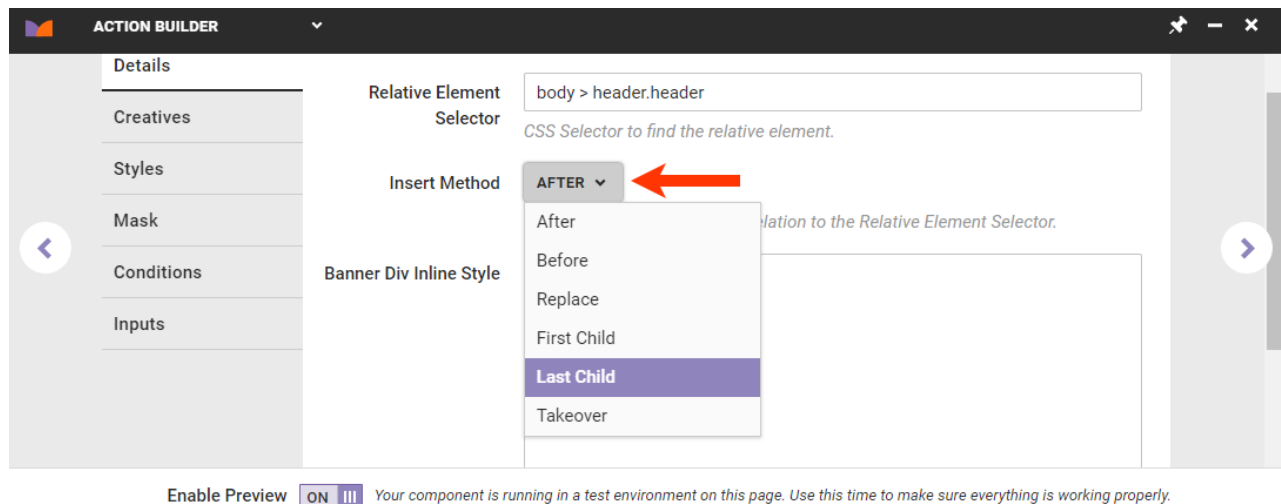 ACTION BUILDER
Details
Creatives
Styles
Mask
Conditions
Inputs
Relative Element
Selector
body > header.header
CSS Selector to find the relative element.
Insert Method
AFTER
After
Before
Replace
First Child
Last Child
Takeover
to the Relative Element Selector.
Banner Div Inline Style
Enable Preview
ON
Your component is running in a test environment on this page. Use this time to make sure everything is working properly.